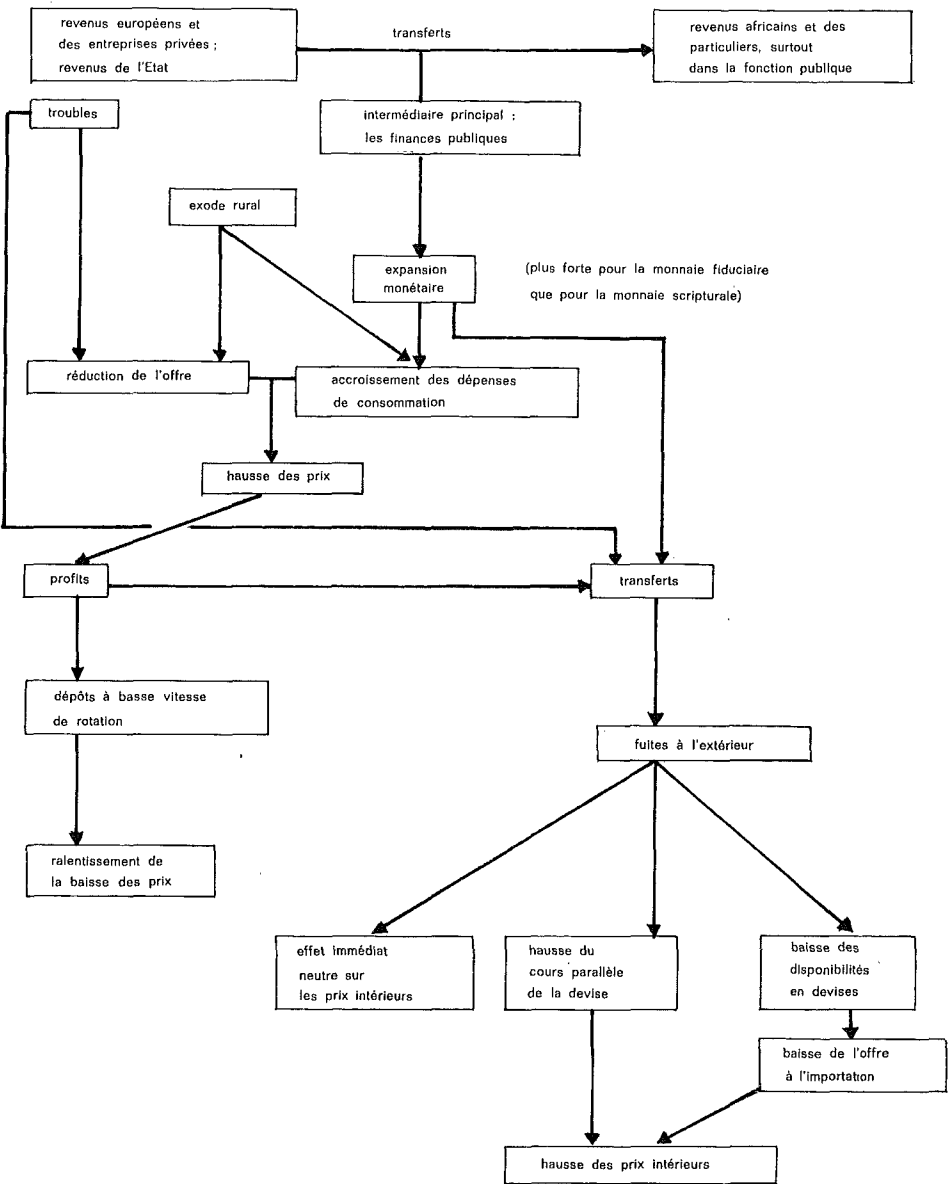 revenus européens et
des entreprises privées ;
revenus de l'Etat
transferts
revenus africains et des
particuliers, surtout
dans la fonction publique
troubles
intermédiaire principal :
les finances publiques
exode rural
expansion
monétaire
(plus forte pour la monnaie fiduciaire
que pour la monnaie scripturale)
réduction de l'offre
accroissement des dépenses
de consommation
hausse des prix
profits
transferts
dépôts à basse vitesse
de rotation
fuites à l'extérieur
ralentissement de
la baisse des prix
effet immédiat
neutre sur
les prix intérieurs
hausse du
cours parallèle
de la devise
baisse des
disponibilités
en devises
baisse de l'offre
à l'importation
hausse des prix intérieurs